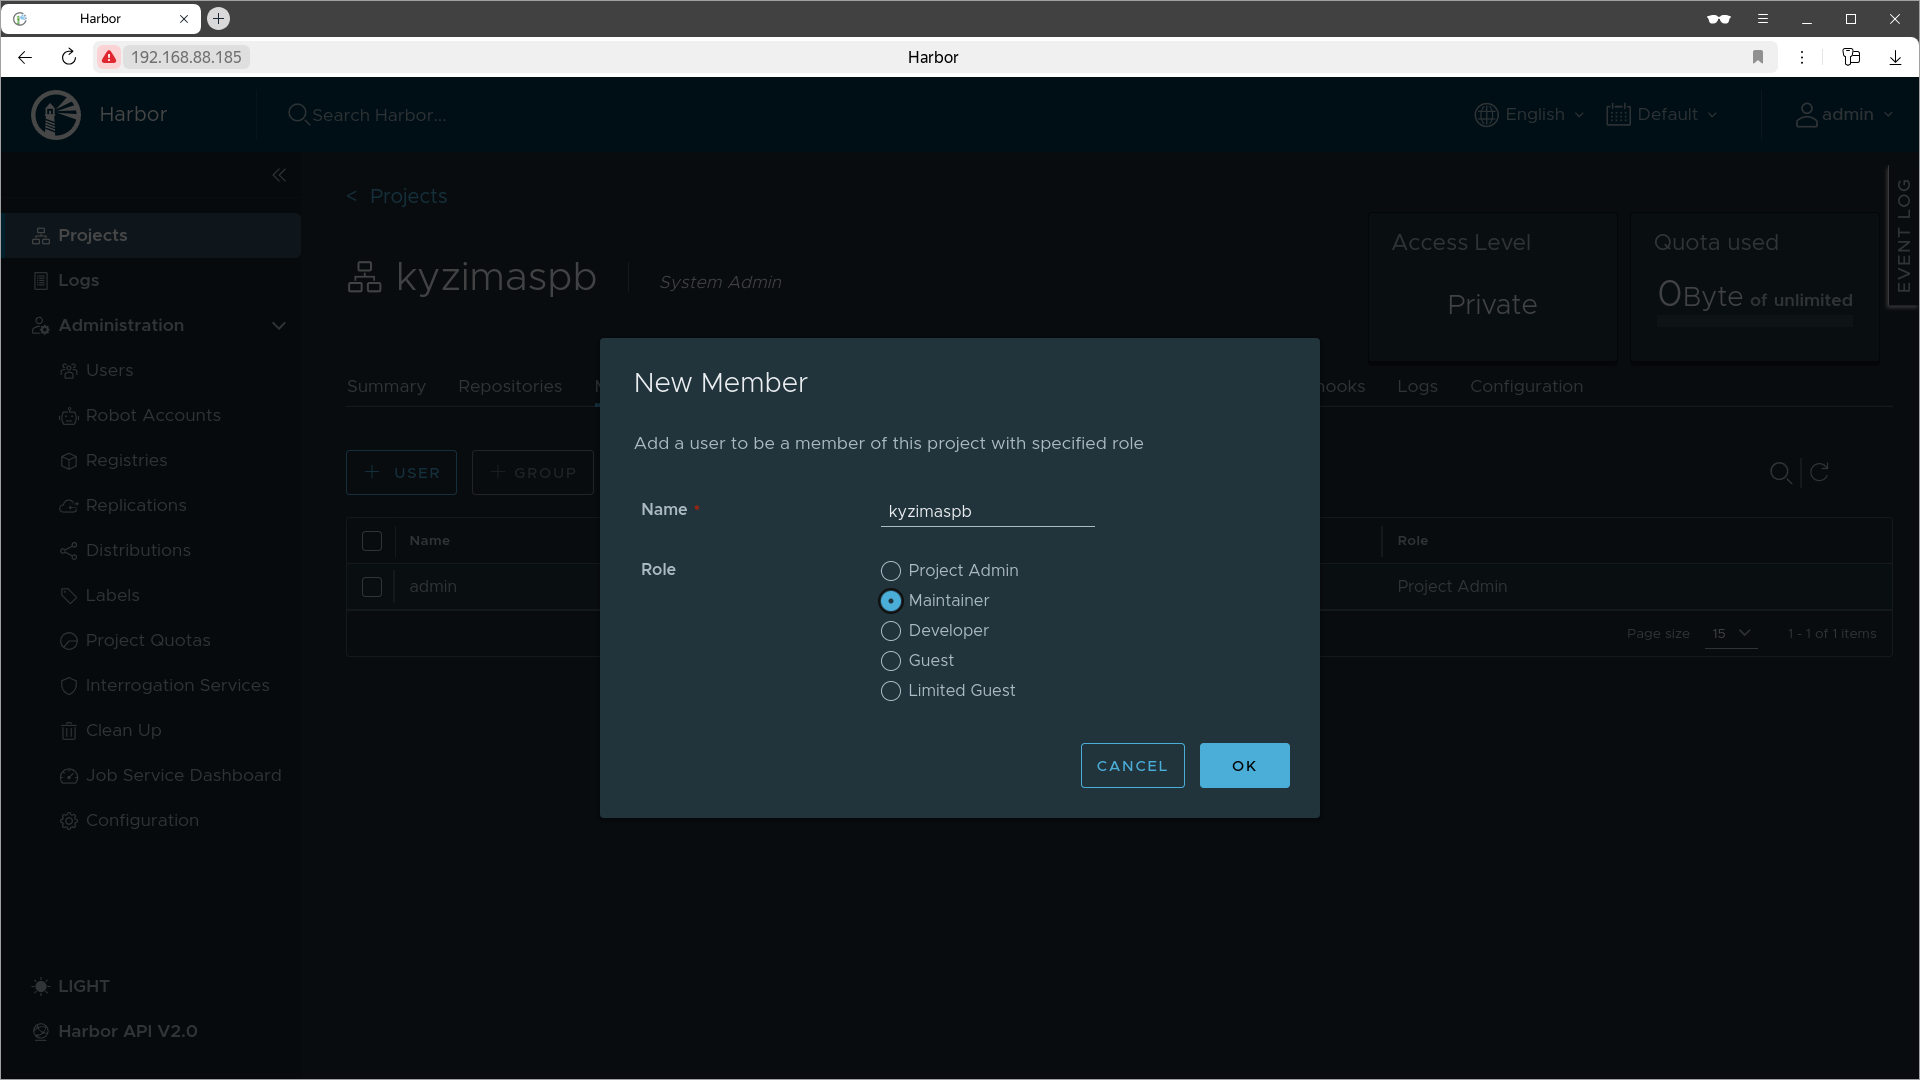 Harbor
192.168.88.185
Harbor
Harbor
Search Harbor...
English
Default
admin
Projects
Logs
Administration
Users
Robot Accounts
Registries
Replications
Distributions
Labels
Project Quotas
Interrogation Services
Clean Up
Job Service Dashboard
Configuration
LIGHT
Harbor API V2.0
< Projects
kyzimaspb
System Admin
Access Level
Private
Quota used
0Byte of unlimited
EVENT LOG
Summary
Repositories
Logs
Configuration
+ USER
+ GROUP
Name
Role
admin
Project Admin
Page size
15
1 - 1 of 1 items
New Member
Add a user to be a member of this project with specified role
Name *
kyzimaspb
Role
Project Admin
Maintainer
Developer
Guest
Limited Guest
CANCEL
OK